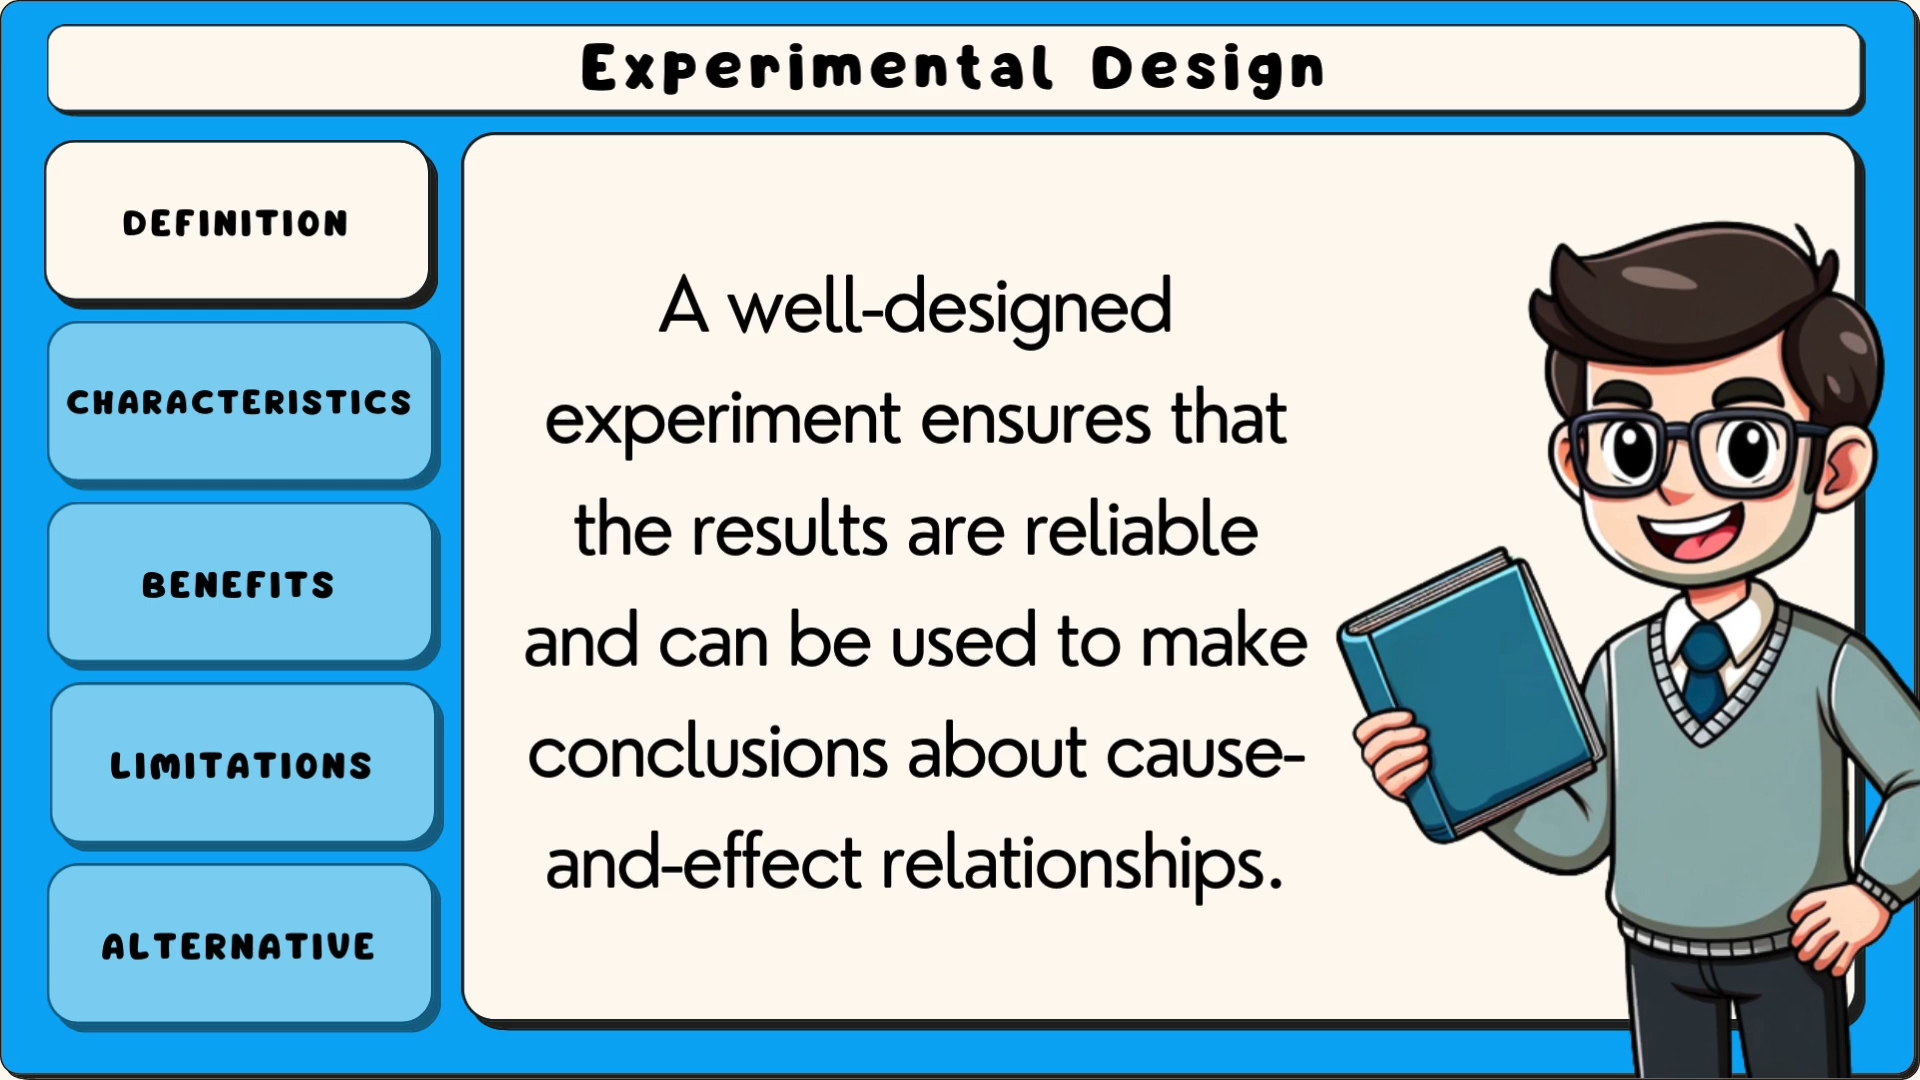 Experimental Design
DEFINITION
CHARACTERISTICS
BENEFITS
LIMITATIONS
ALTERNATIVE
A well-designed
experiment ensures that
the results are reliable
and can be used to make
conclusions about cause-
and-effect relationships.